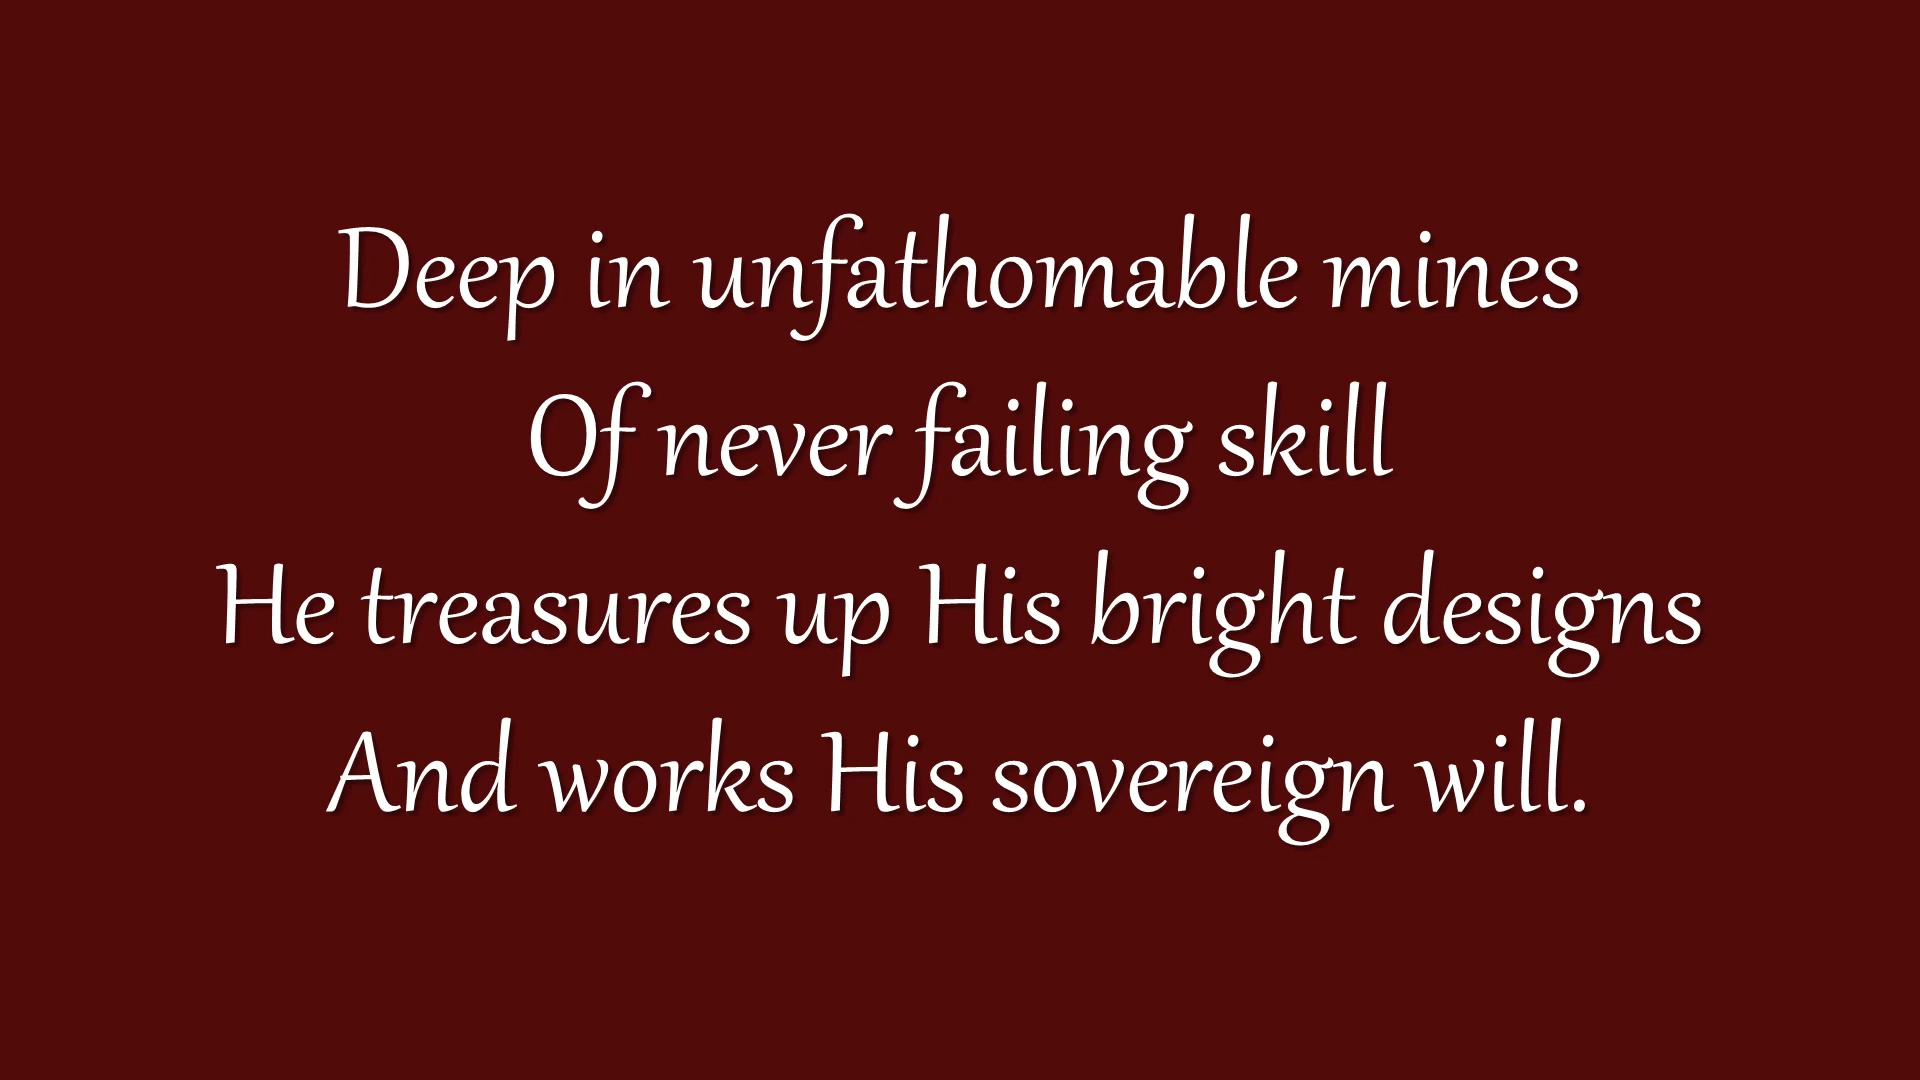 Deep in unfathomable mines
Of never failing skill
He treasures up His bright designs
And works His sovereign will.